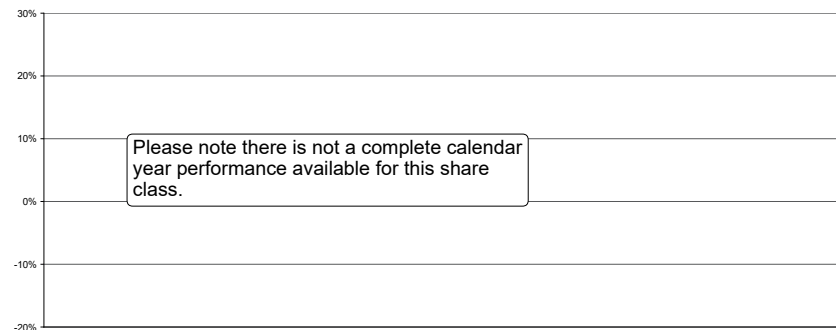 30%
20%
10%
Please note there is not a complete calendar
year performance available for this share
class.
0%
-10%
-20%